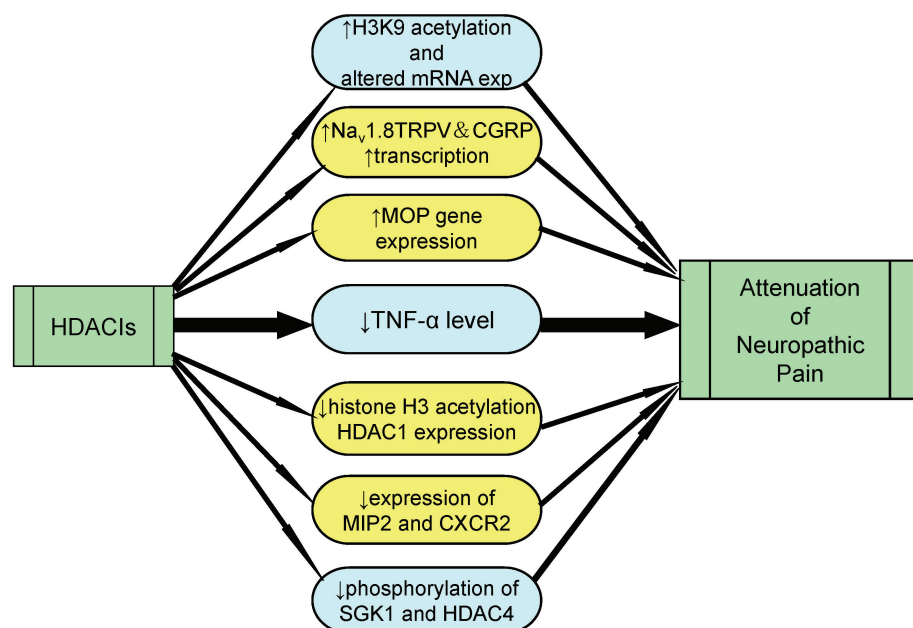 ↑H3K9 acetylation
and
altered mRNA exp
↑Naᵥ1.8TRPV&CGRP
↑transcription
↑MOP gene
expression
HDACIs
↓TNF-α level
Attenuation
of
Neuropathic
Pain
↓histone H3 acetylation
HDAC1 expression
↓expression of
MIP2 and CXCR2
↓phosphorylation of
SGK1 and HDAC4